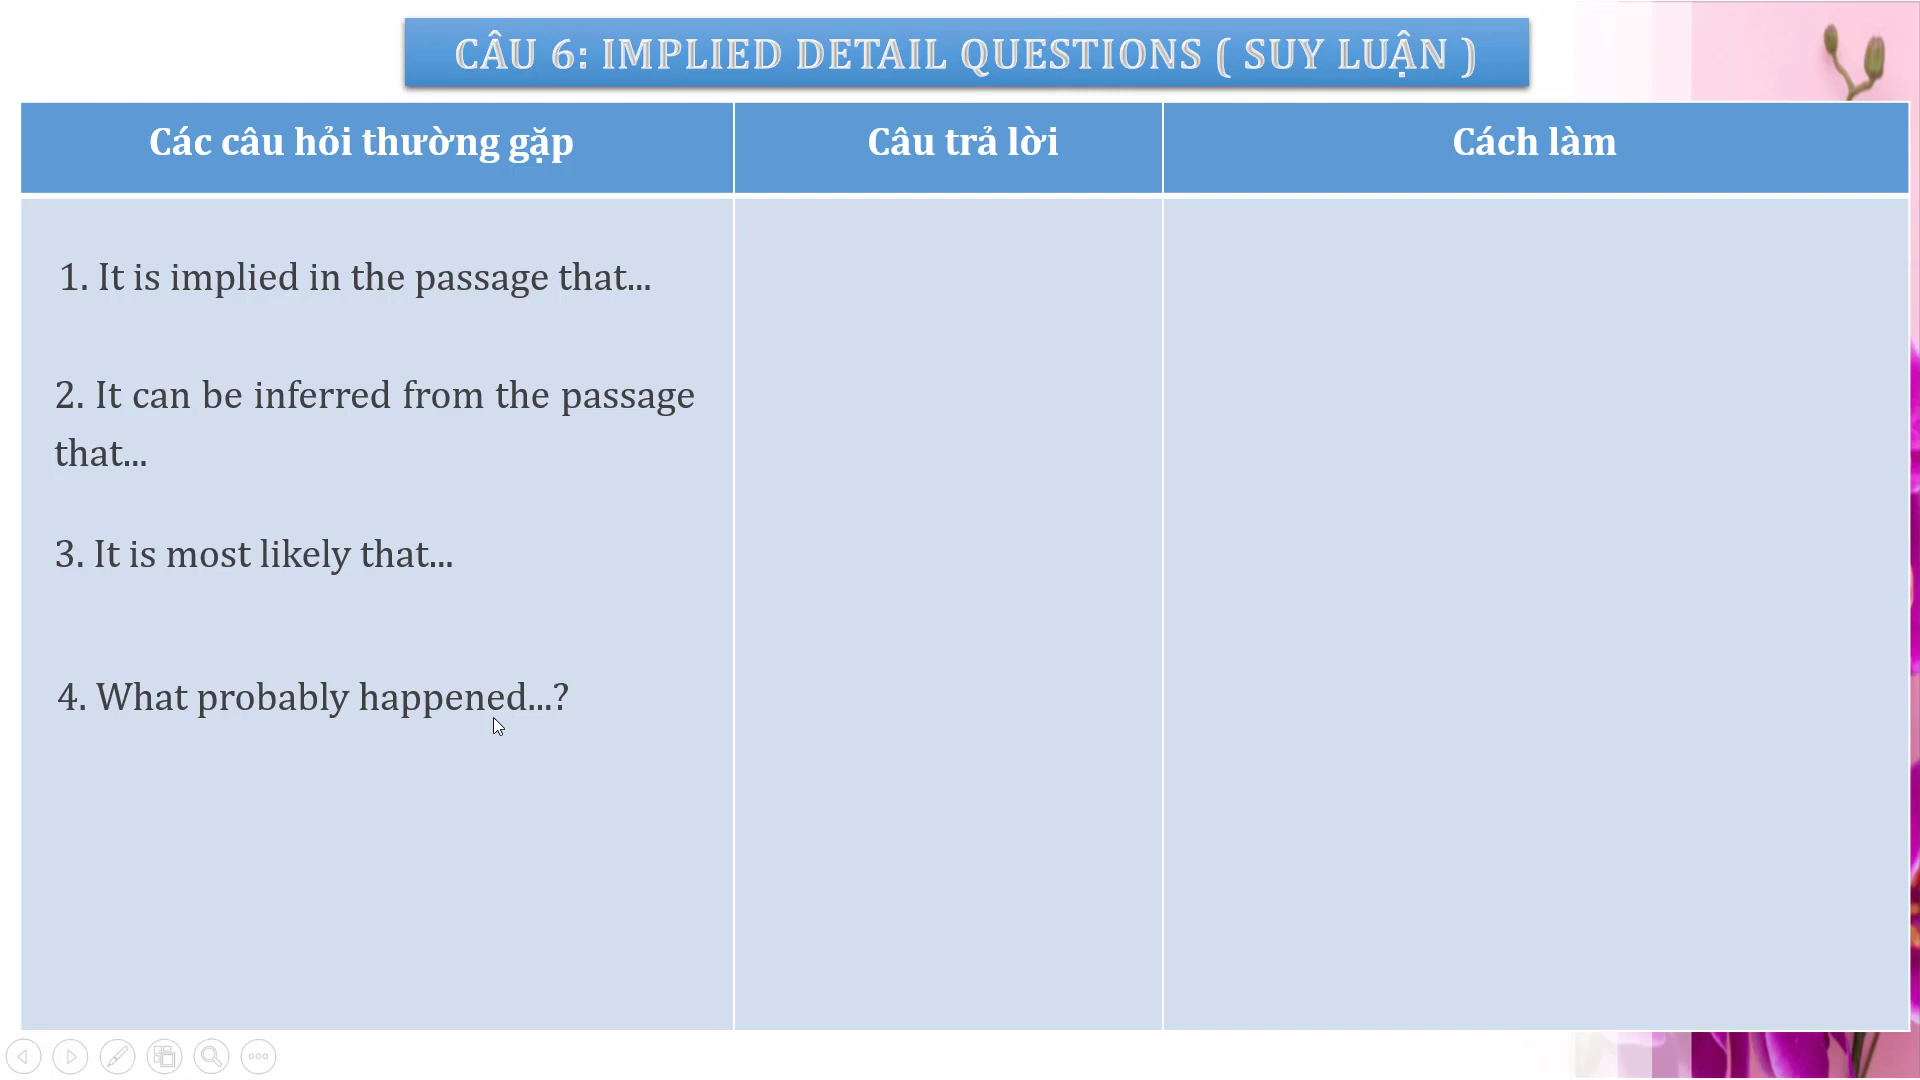 CÂU 6: IMPLIED DETAIL QUESTIONS ( SUY LUẬN )
Các câu hỏi thường gặp
Câu trả lời
Cách làm
1. It is implied in the passage that...
2. It can be inferred from the passage
that...
3. It is most likely that...
4. What probably happened...?